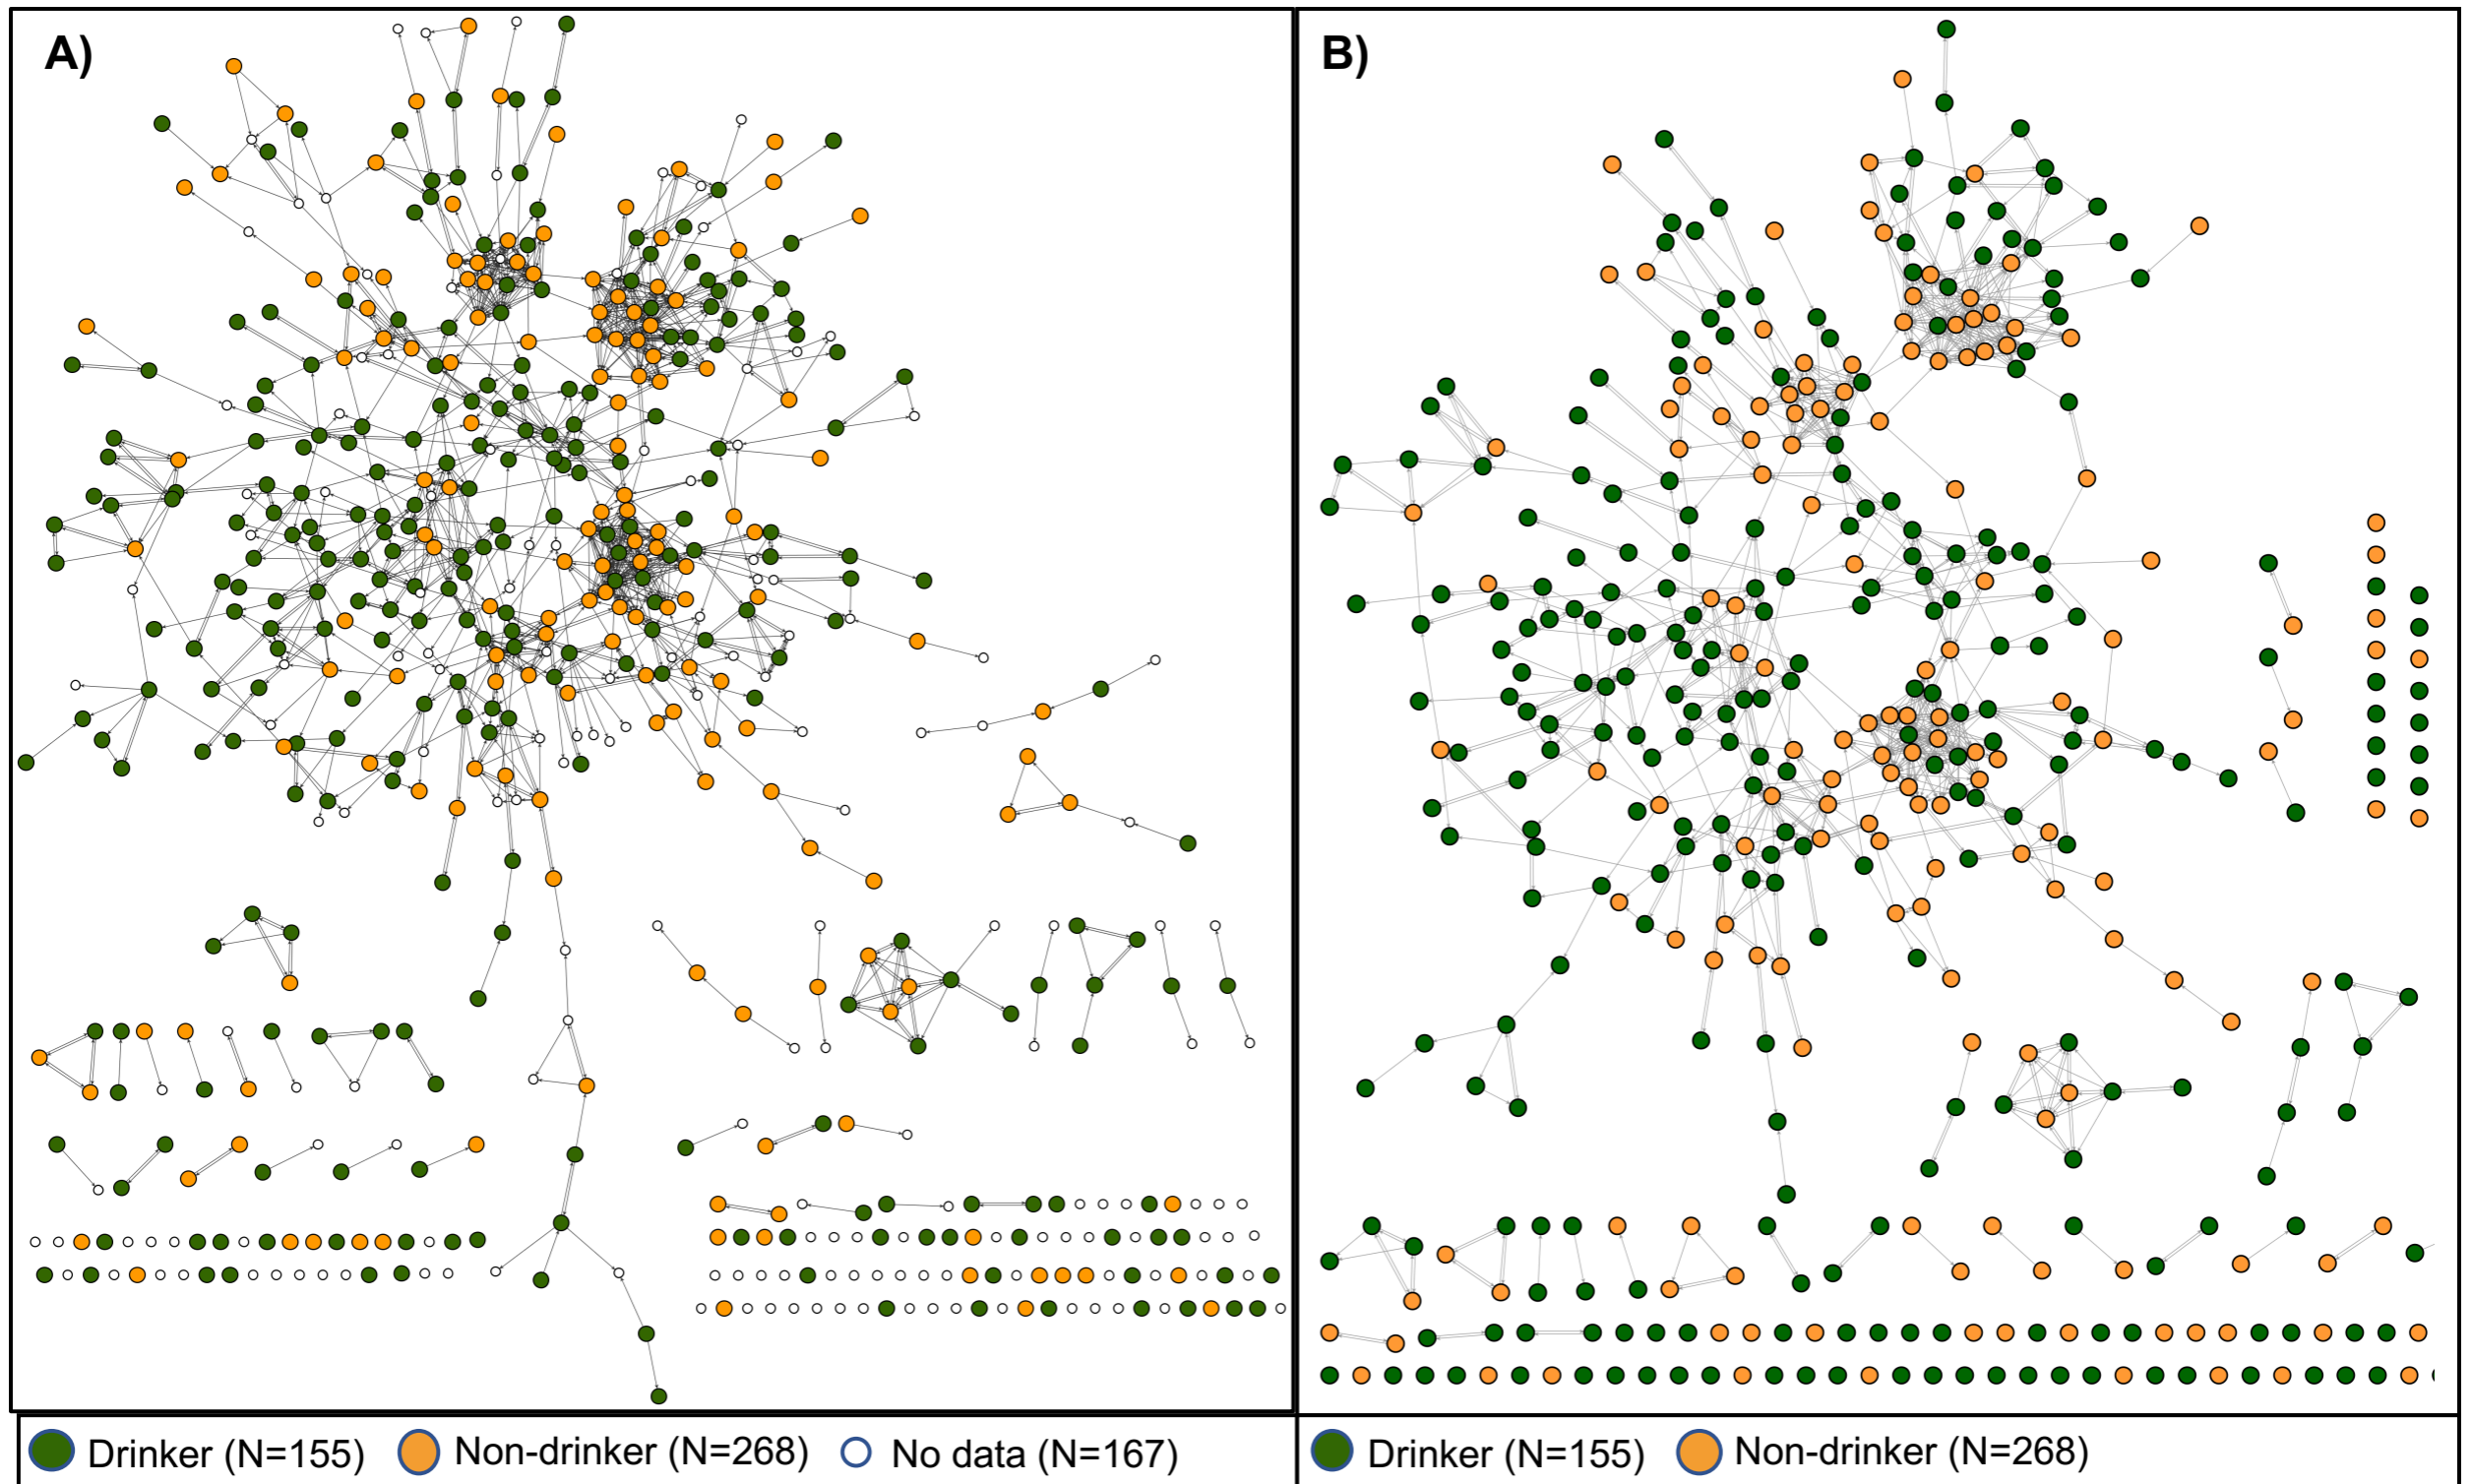 A)
B)
Drinker (N=155) Non-drinker (N=268) No data (N=167)
Drinker (N=155) Non-drinker (N=268)